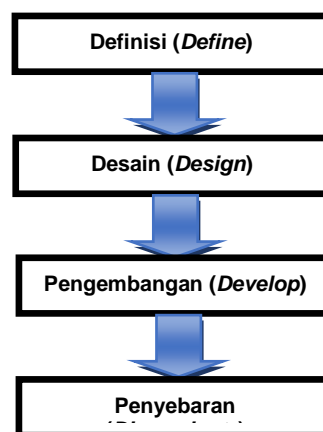 Definisi (Define)
Desain (Design)
Pengembangan (Develop)
Penyebaran